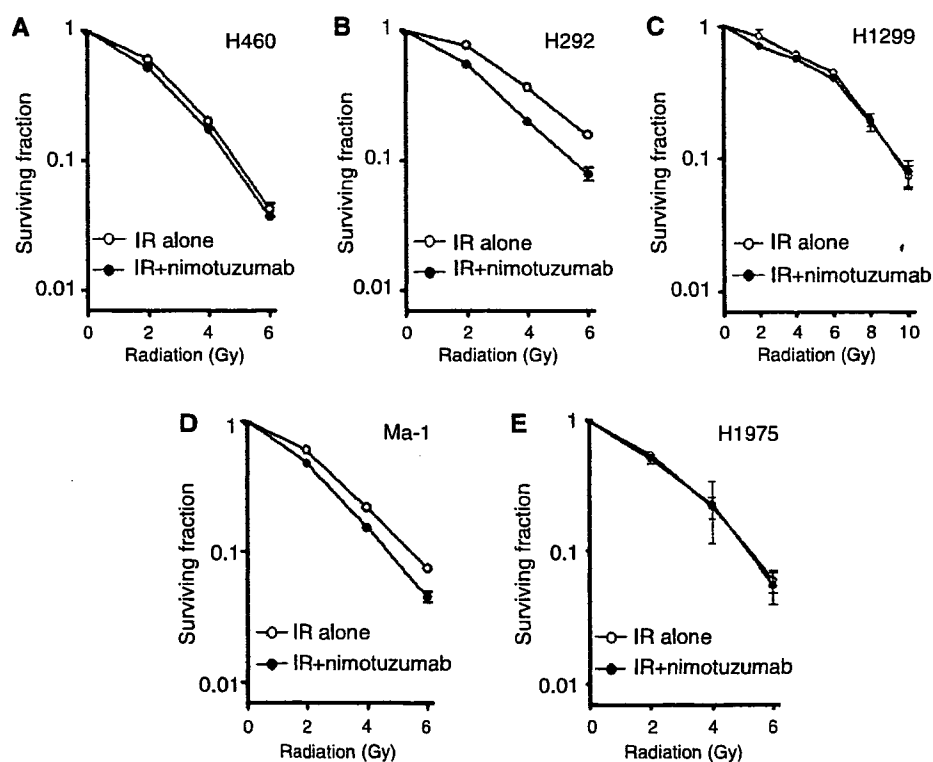 A
H460
1
0.1
0.01
Surviving fraction
IR alone
IR+nimotuzumab
0 2 4 6
Radiation (Gy)
B
H292
1
0.1
0.01
Surviving fraction
IR alone
IR+nimotuzumab
0 2 4 6
Radiation (Gy)
C
H1299
1
0.1
0.01
Surviving fraction
IR alone
IR+nimotuzumab
0 2 4 6 8 10
Radiation (Gy)
D
Ma-1
1
0.1
0.01
Surviving fraction
IR alone
IR+nimotuzumab
0 2 4 6
Radiation (Gy)
E
H1975
1
0.1
0.01
Surviving fraction
IR alone
IR+nimotuzumab
0 2 4 6
Radiation (Gy)